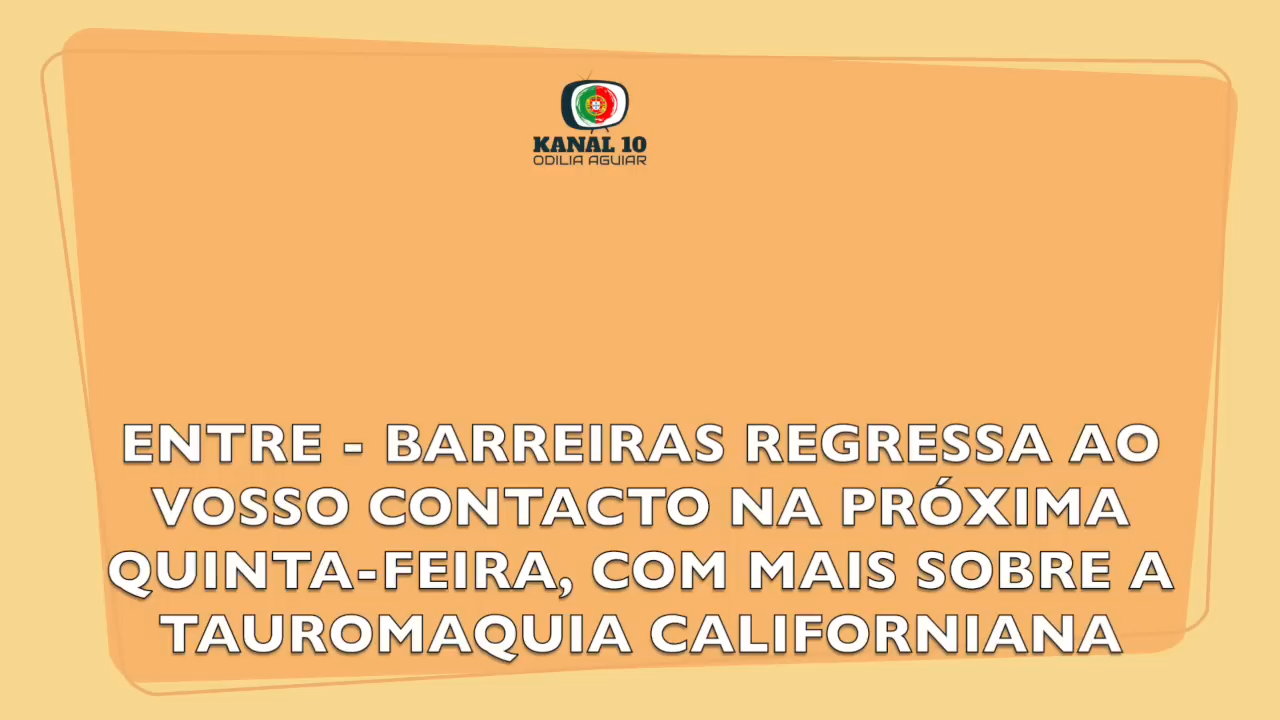 KANAL 10
ODILIA AGUIAR
ENTRE - BARREIRAS REGRESSA AO
VOSSO CONTACTO NA PRÓXIMA
QUINTA-FEIRA, COM MAIS SOBRE A
TAUROMAQUIA CALIFORNIANA